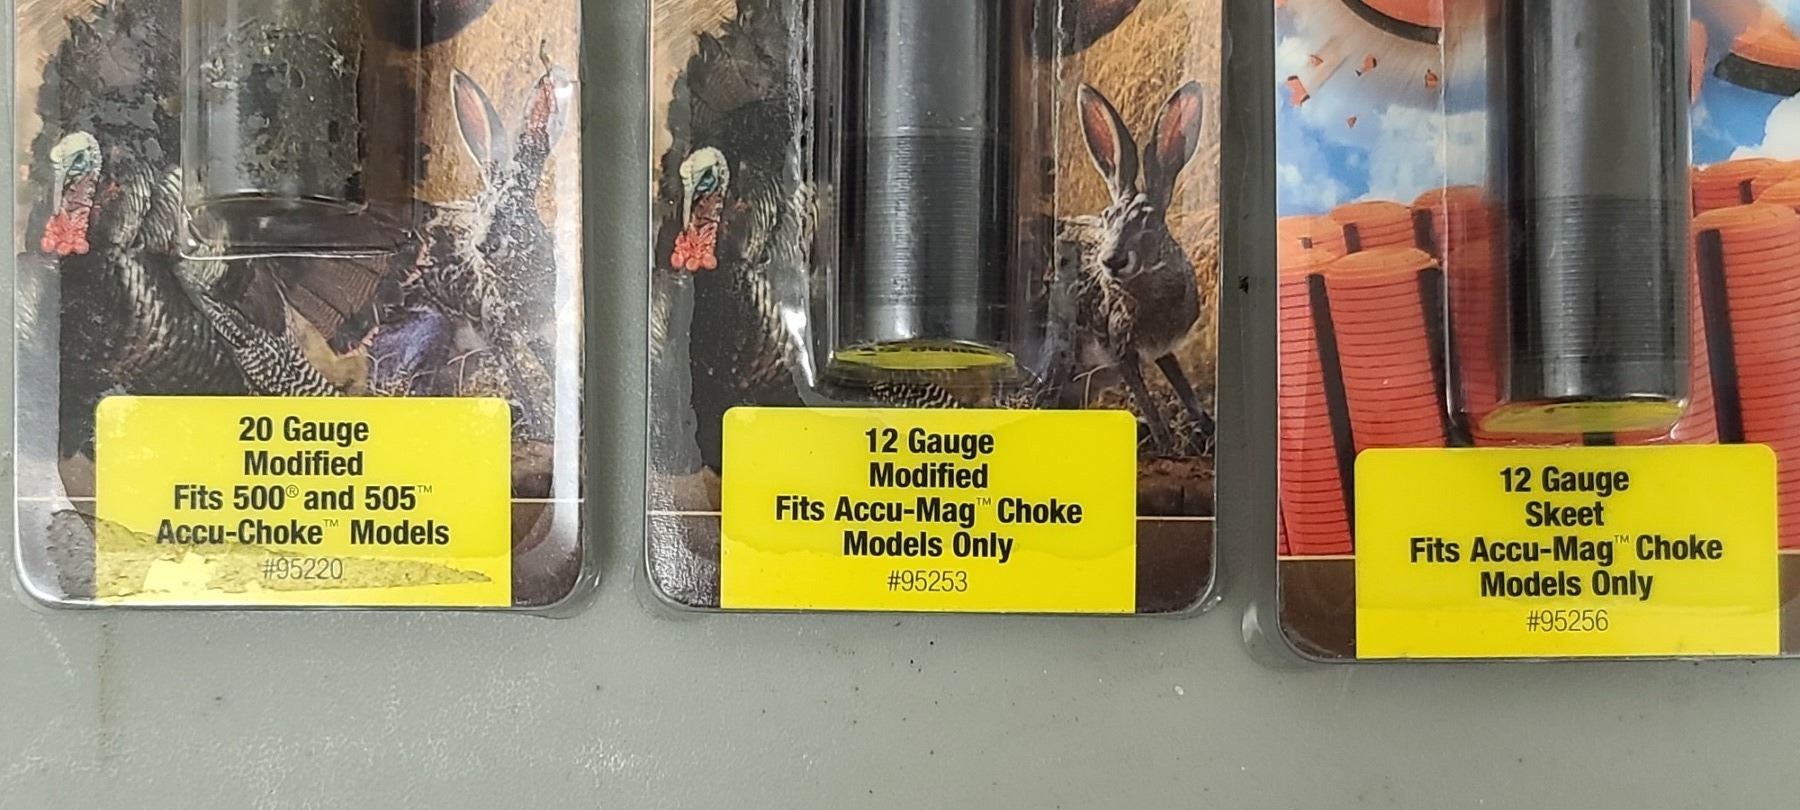 20 Gauge
Modified
Fits 500® and 505™
Accu-Choke™ Models
#95220
12 Gauge
Modified
Fits Accu-Mag™ Choke
Models Only
#95253
12 Gauge
Skeet
Fits Accu-Mag™ Choke
Models Only
#95256